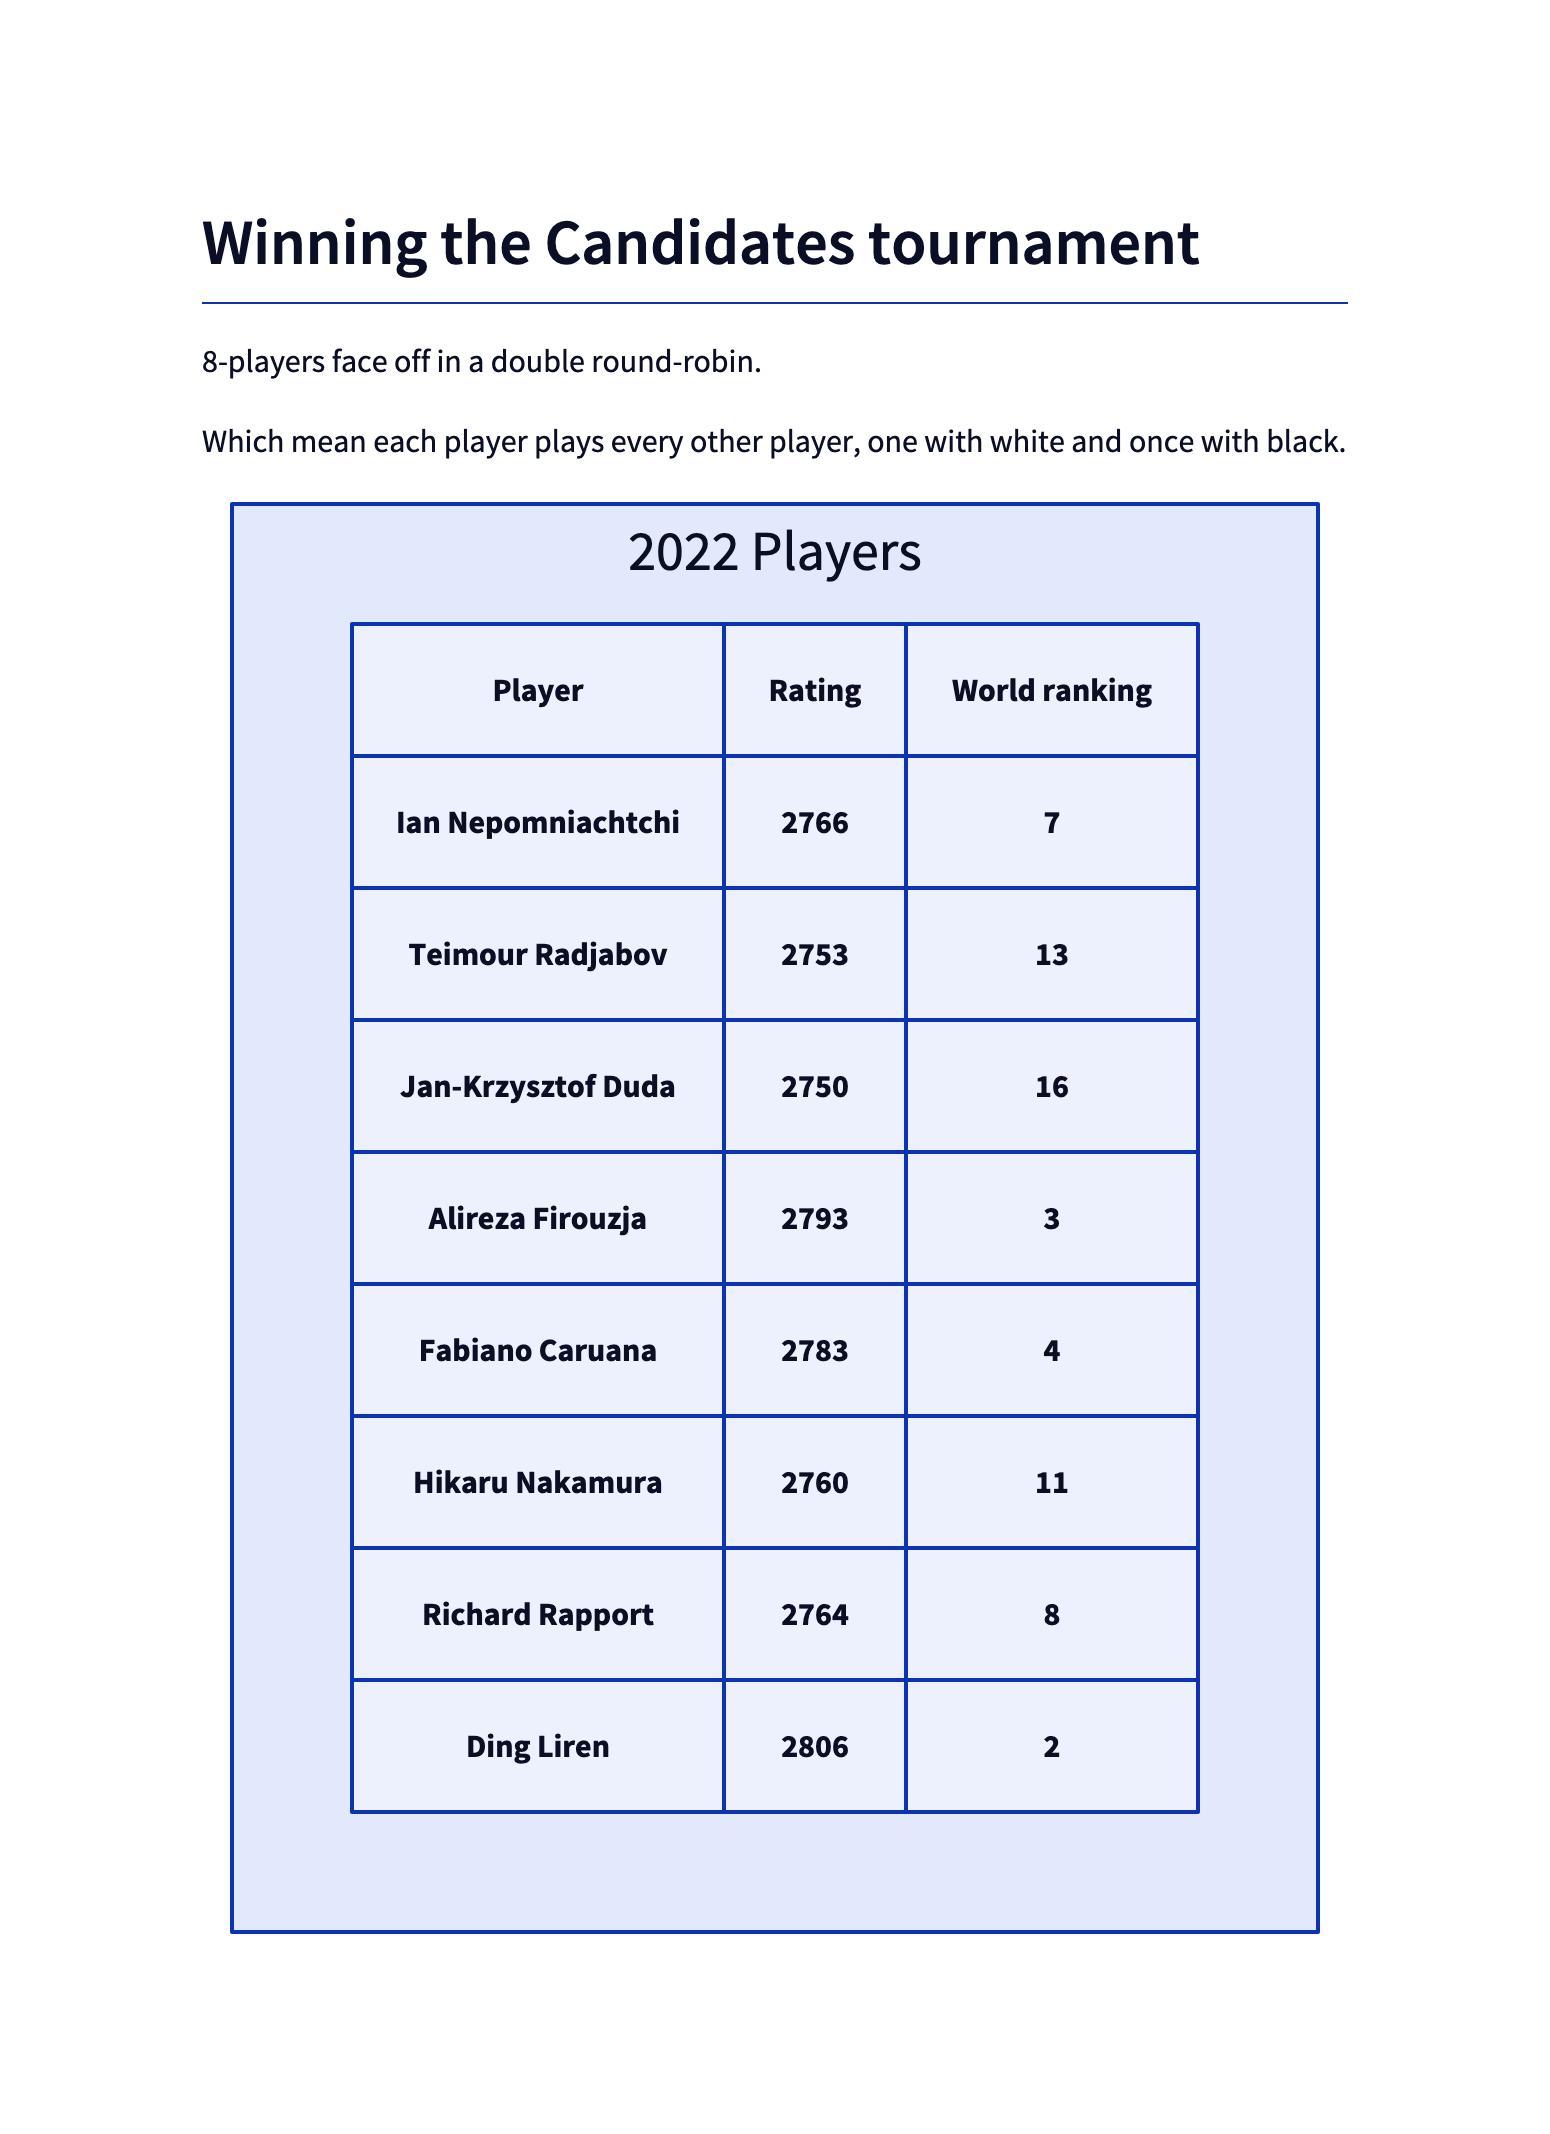 Winning the Candidates tournament
8-players face off in a double round-robin.
Which mean each player plays every other player, one with white and once with black.
2022 Players
Player Rating World ranking
Ian Nepomniachtchi 2766 7
Teimour Radjabov 2753 13
Jan-Krzysztof Duda 2750 16
Alireza Firouzja 2793 3
Fabiano Caruana 2783 4
Hikaru Nakamura 2760 11
Richard Rapport 2764 8
Ding Liren 2806 2